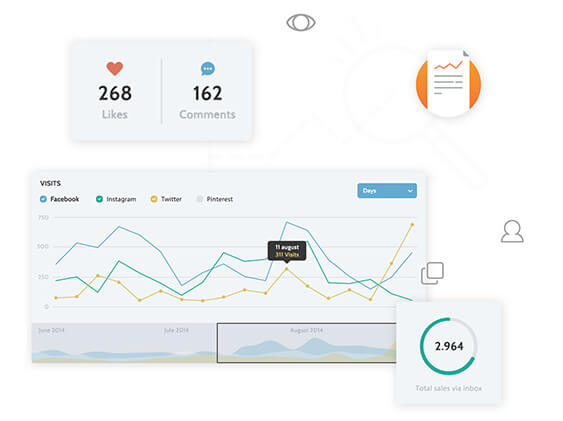 268
Likes
162
Comments
VISITS
Facebook
Instagram
Twitter
Pinterest
Days
750
500
250
0
11 august
311 Visits
June 2014
July 2014
August 2014
2.964
Total sales via inbox